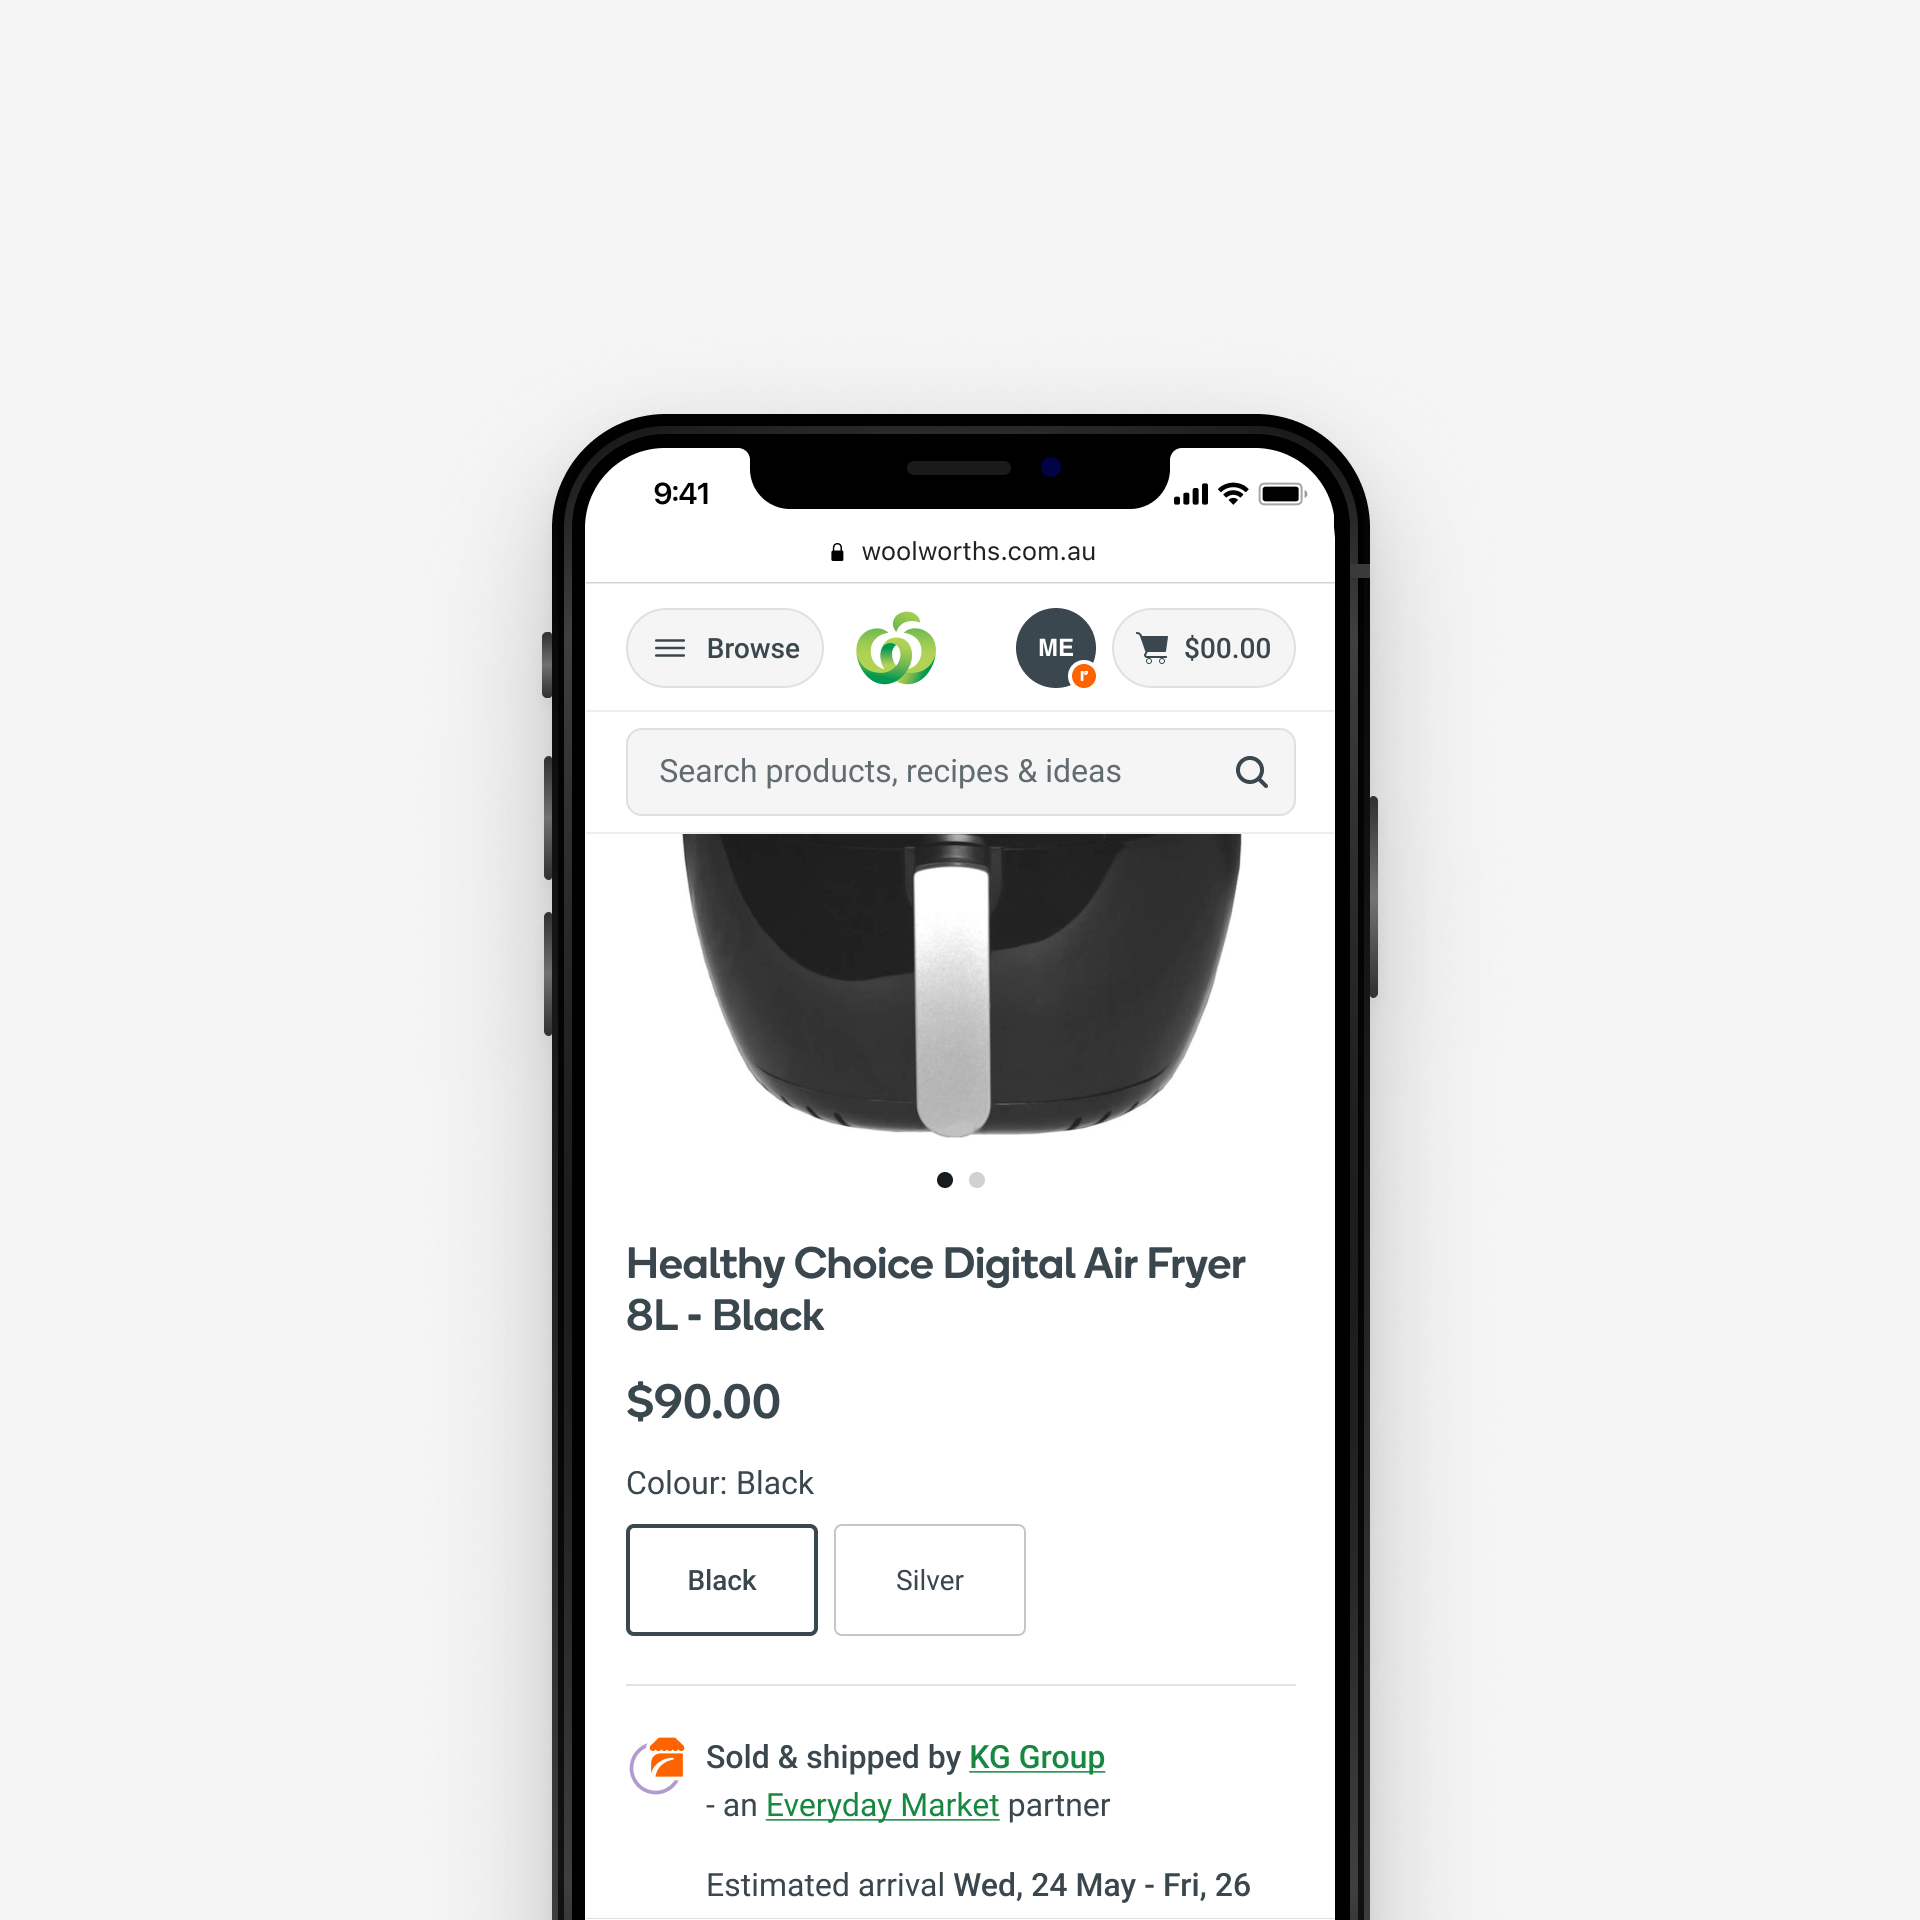 9:41
woolworths.com.au
Browse
ME
r
$00.00
Search products, recipes & ideas
Healthy Choice Digital Air Fryer
8L - Black
$90.00
Colour: Black
Black
Silver
Sold & shipped by KG Group
- an Everyday Market partner
Estimated arrival Wed, 24 May - Fri, 26